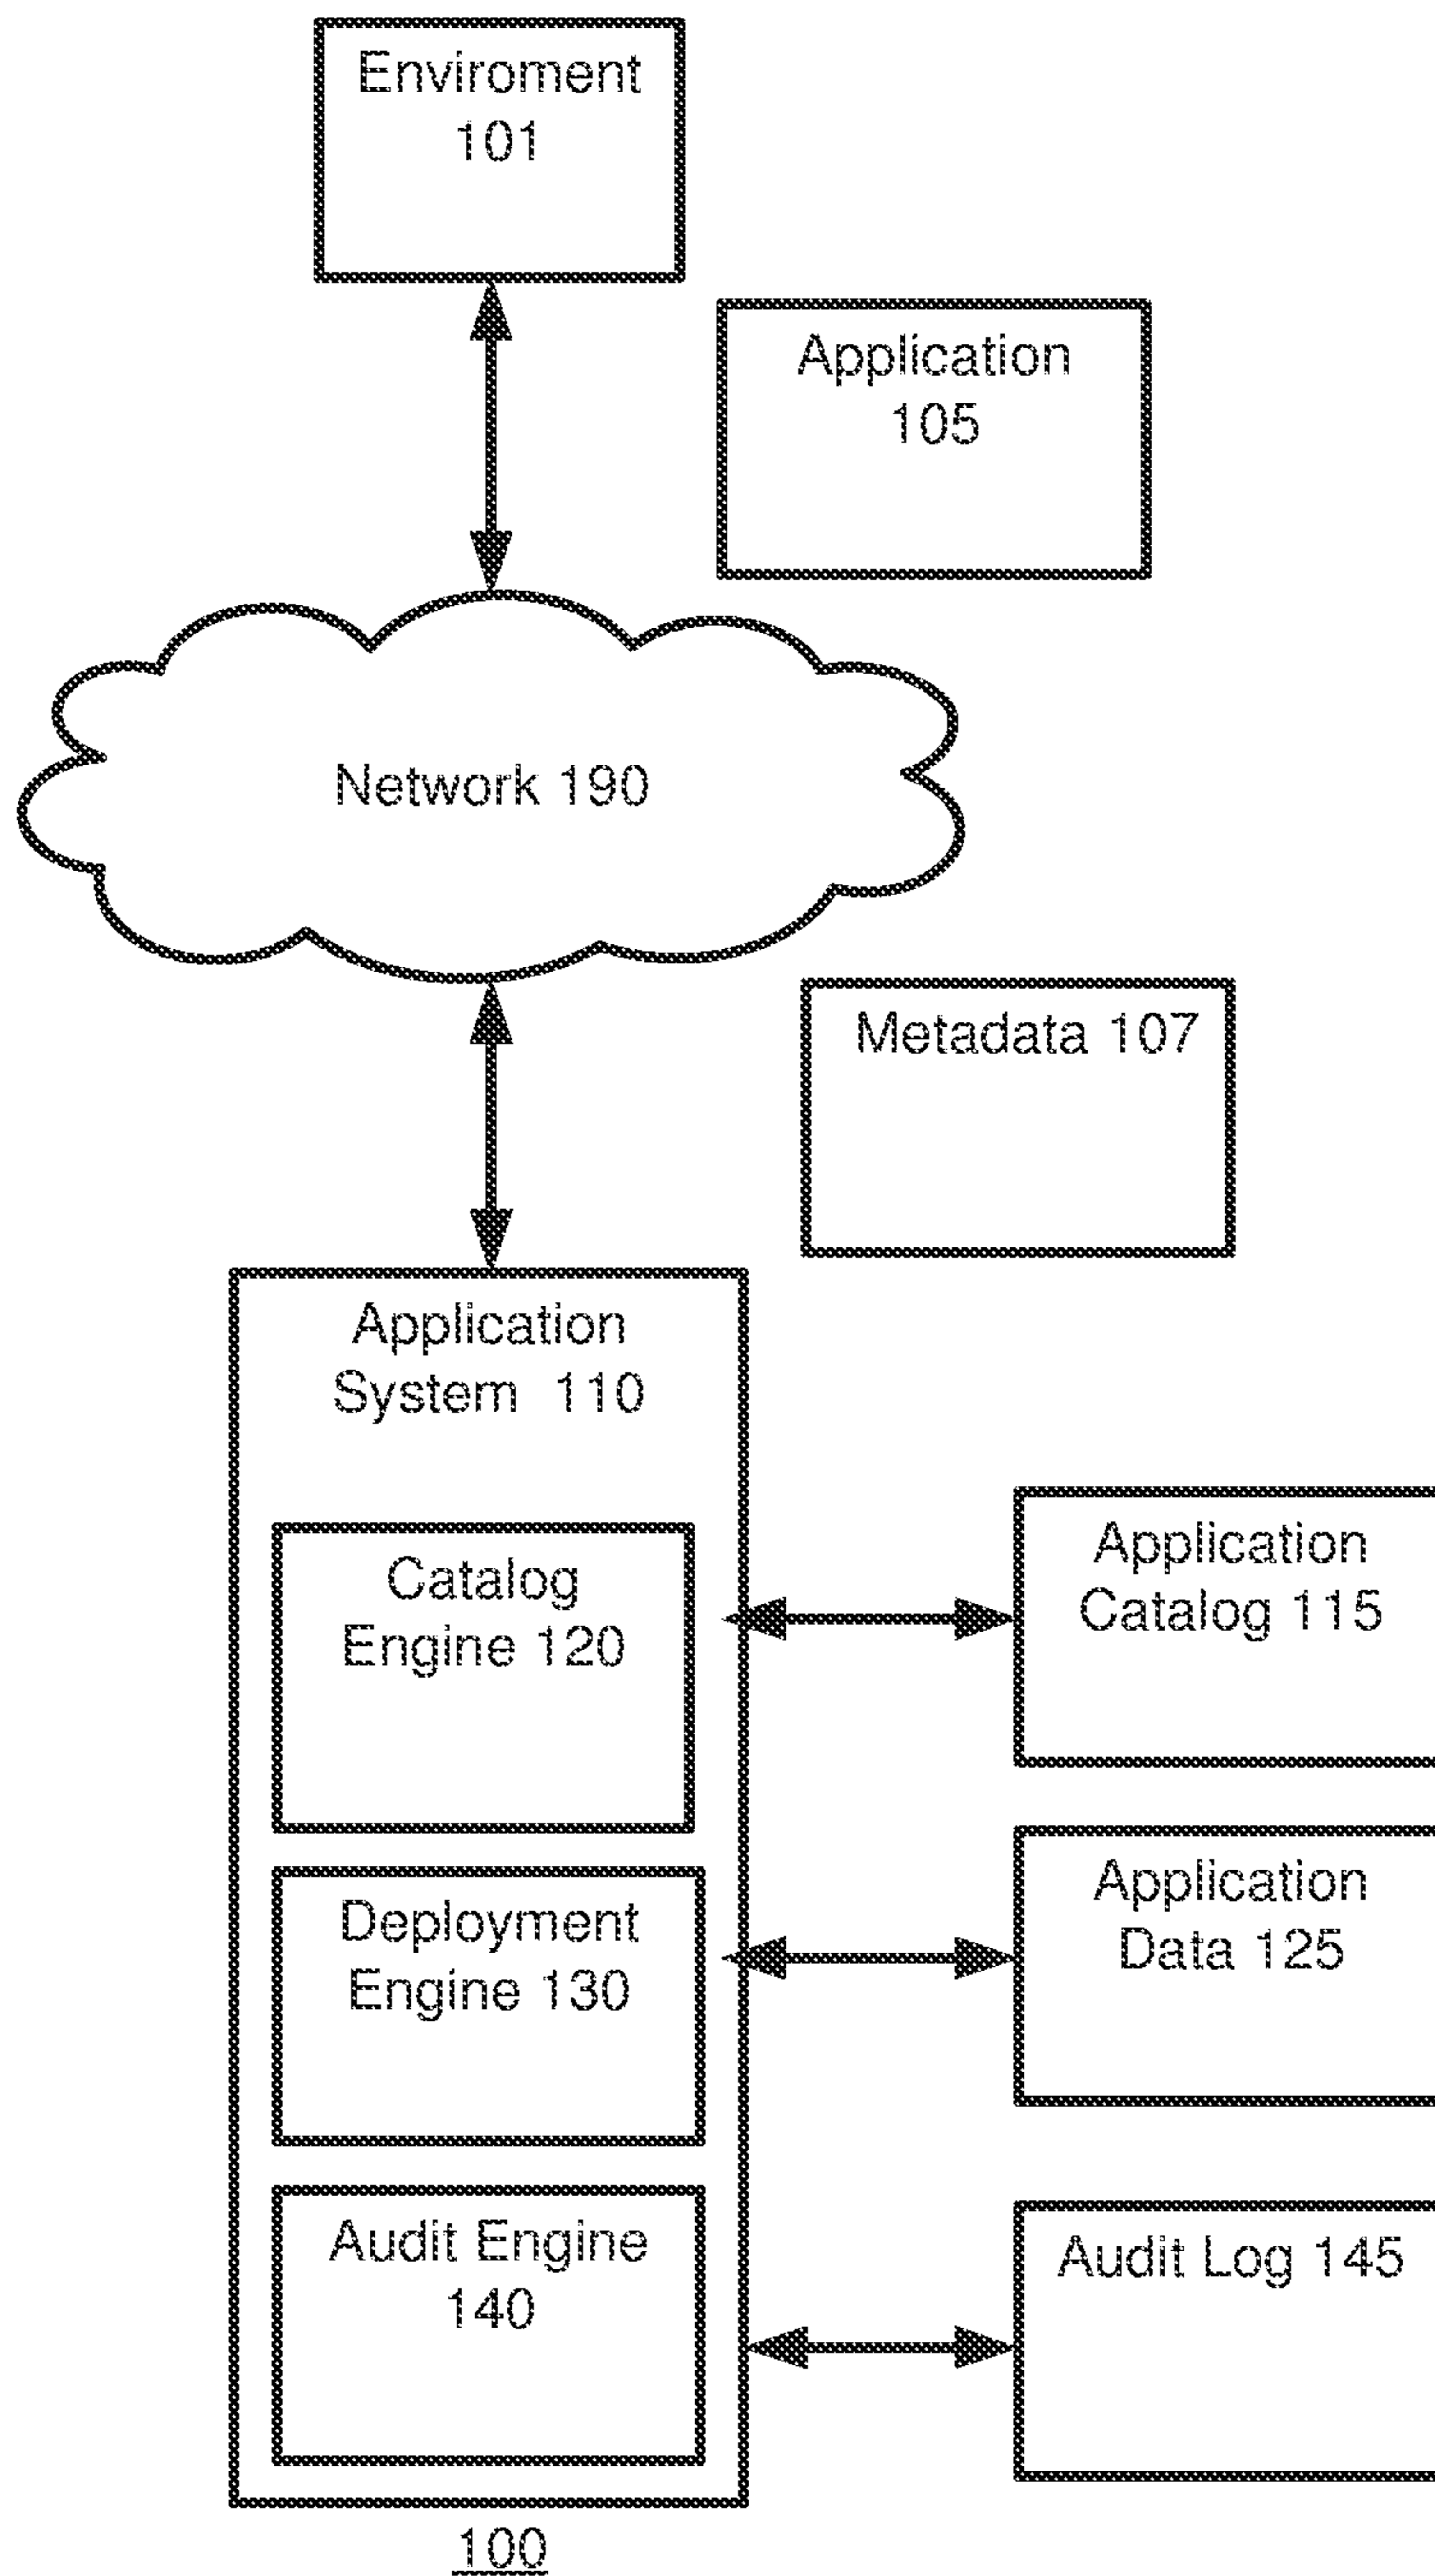 Enviroment
101
Application
105
Network 190
Metadata 107
Application
System 110
Catalog
Engine 120
Application
Catalog 115
Deployment
Engine 130
Application
Data 125
Audit Engine
140
Audit Log 145
100